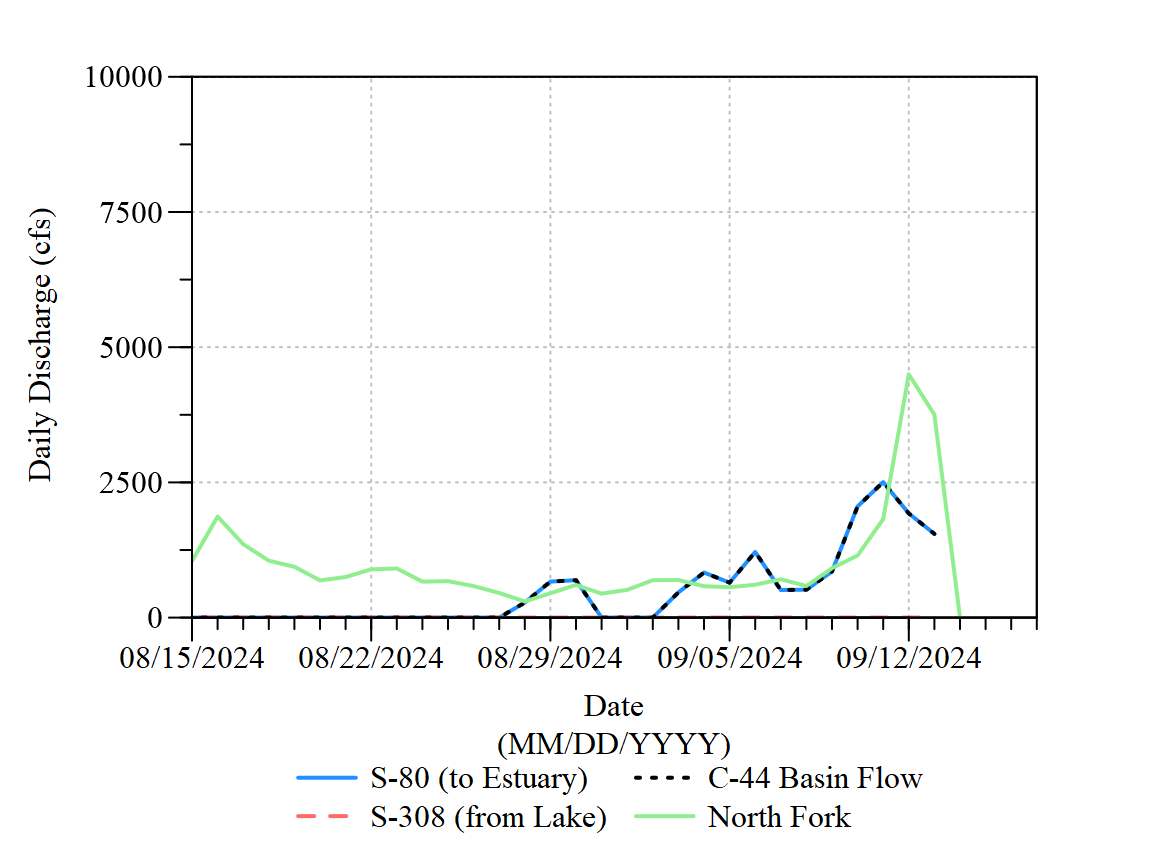 10000
7500
5000
2500
0
Daily Discharge (cfs)
08/15/2024 08/22/2024 08/29/2024 09/05/2024 09/12/2024
Date
(MM/DD/YYYY)
S-80 (to Estuary) C-44 Basin Flow
S-308 (from Lake) North Fork